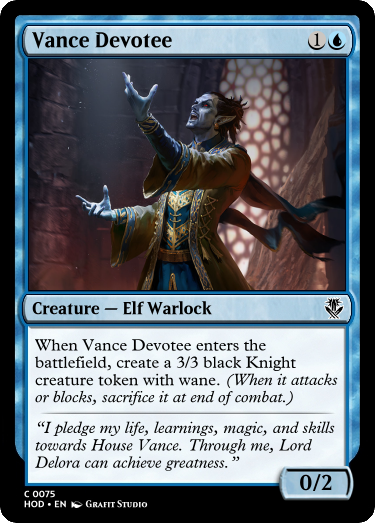 Vance Devotee 1
Creature — Elf Warlock
When Vance Devotee enters the
battlefield, create a 3/3 black Knight
creature token with wane. (When it attacks
or blocks, sacrifice it at end of combat.)
“I pledge my life, learnings, magic, and skills
towards House Vance. Through me, Lord
Delora can achieve greatness.”
0/2
C 0075
HOD • EN Grafit Studio